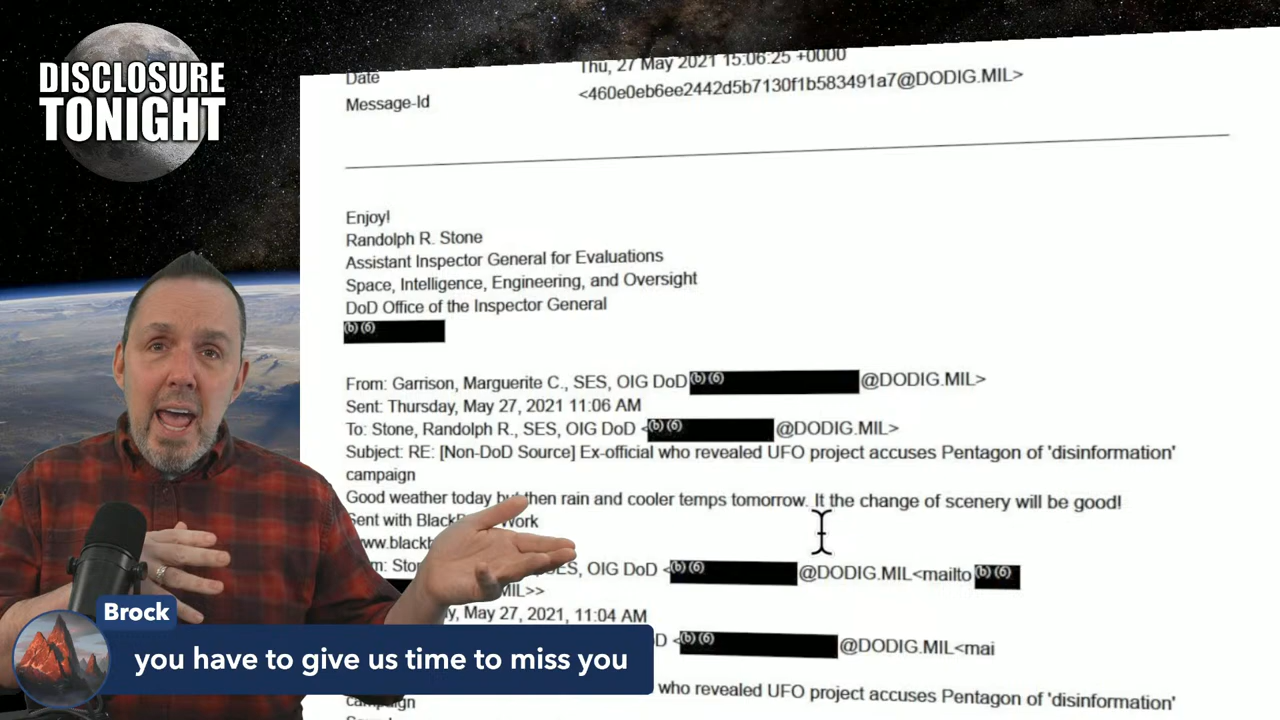 DISCLOSURE
TONIGHT
Date
Thu, 27 May 2021 15:06:25 +0000
Message-Id
<460e0eb6ee2442d5b7130f1b583491a7@DODIG.MIL>
Enjoy!
Randolph R. Stone
Assistant Inspector General for Evaluations
Space, Intelligence, Engineering, and Oversight
DoD Office of the Inspector General
(b) (6)
From: Garrison, Marguerite C., SES, OIG DoD (b) (6) @DODIG.MIL>
Sent: Thursday, May 27, 2021 11:06 AM
To: Stone, Randolph R., SES, OIG DoD <(b) (6) @DODIG.MIL>
Subject: RE: [Non-DoD Source] Ex-official who revealed UFO project accuses Pentagon of 'disinformation'
campaign
Good weather today but then rain and cooler temps tomorrow. It the change of scenery will be good!
Sent with Work
OIG DoD <(b) (6) @DODIG.MIL<mailto (b) (6)
MIL>>
May 27, 2021, 11:04 AM
<(b) (6) @DODIG.MIL<mai
who revealed UFO project accuses Pentagon of 'disinformation'
campaign
Brock
you have to give us time to miss you